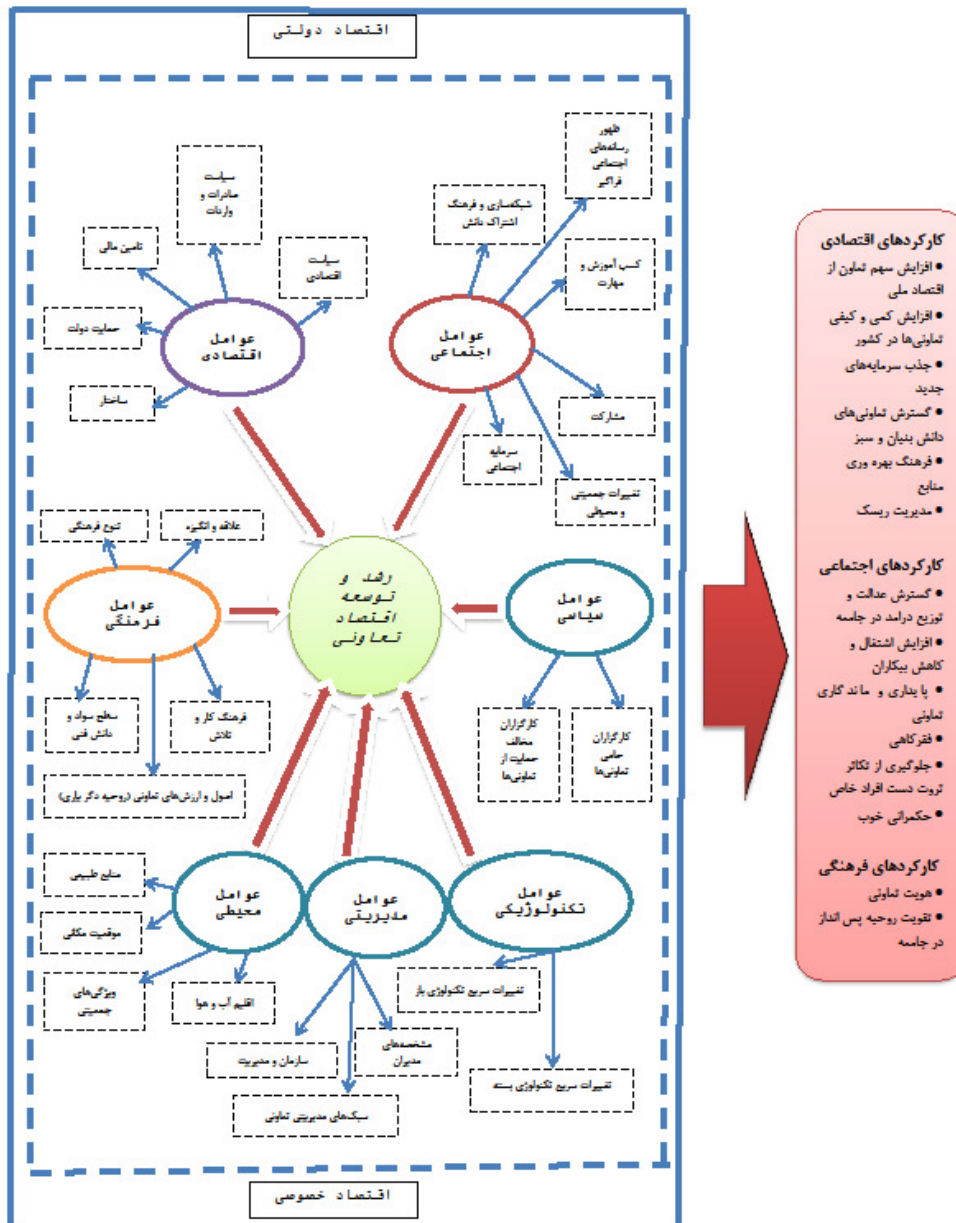 اقتصاد دولتی
ظهور
رسانه‌های
اجتماعی
فراگیر
شبکه‌سازی و فرهنگ
اشتراک دانش
کسب آموزش و
مهارت
عوامل
اجتماعی
مشارکت
سرمایه
اجتماعی
تغییرات جمعیتی
و محیطی
سیاست
صادرات و
واردات
سیاست
اقتصادی
تامین مالی
حمایت دولت
ساختار
عوامل
اقتصادی
رشد و
توسعه
اقتصاد
تعاونی
عوامل
سیاسی
کارگزاران
حامی
تعاونی‌ها
کارگزاران
مخالف
حمایت از
تعاونی‌ها
علاقه و انگیزه
تنوع فرهنگی
عوامل
فرهنگی
فرهنگ کار و
تلاش
سطح سواد و
دانش فنی
اصول و ارزش‌های تعاونی (روحیه دگر یاری)
عوامل
تکنولوژیکی
تغییرات سریع تکنولوژی باز
تغییرات سریع تکنولوژی بسته
عوامل
مدیریتی
مشخصه‌های
مدیران
سازمان و مدیریت
سبک‌های مدیریتی تعاونی
عوامل
محیطی
منابع طبیعی
موقعیت مکانی
ویژگی‌های
جمعیتی
اقلیم آب و هوا
اقتصاد خصوصی
کارکردهای اقتصادی
● افزایش سهم تعاون از
اقتصاد ملی
● افزایش کمی و کیفی
تعاونی‌ها در کشور
● جذب سرمایه‌های
جدید
● گسترش تعاونی‌های
دانش بنیان و سبز
● فرهنگ بهره وری
منابع
● مدیریت ریسک
کارکردهای اجتماعی
● گسترش عدالت و
توزیع درامد در جامعه
● افزایش اشتغال و
کاهش بیکاران
● پایداری و ماندگاری
تعاونی
● فقرکاهی
● جلوگیری از تکاثر
ثروت دست افراد خاص
● حکمرانی خوب
کارکردهای فرهنگی
● هویت تعاونی
● تقویت روحیه پس انداز
در جامعه